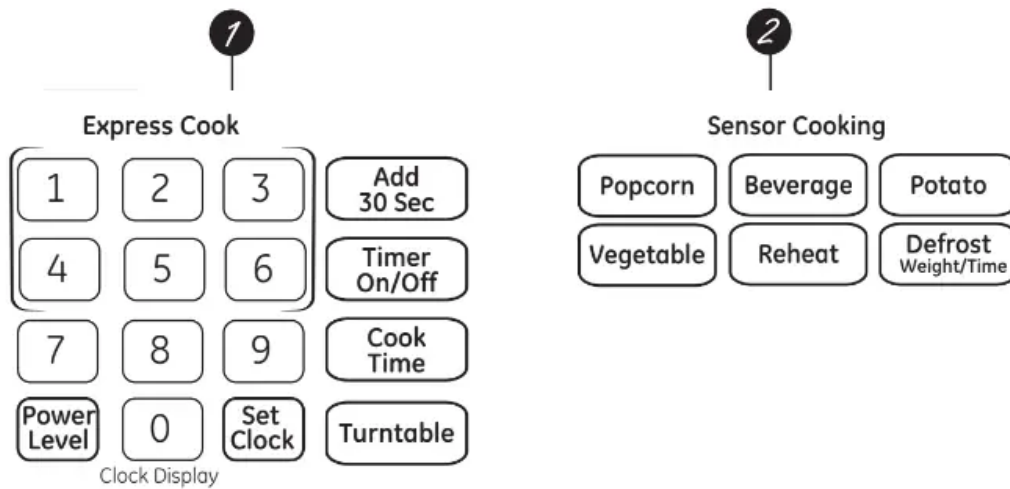 1
2
Express Cook
Sensor Cooking
1 2 3 Add
30 Sec
4 5 6 Timer
On/Off
7 8 9 Cook
Time
Power
Level 0 Set
Clock Turntable
Clock Display
Popcorn Beverage Potato
Vegetable Reheat Defrost
Weight/Time